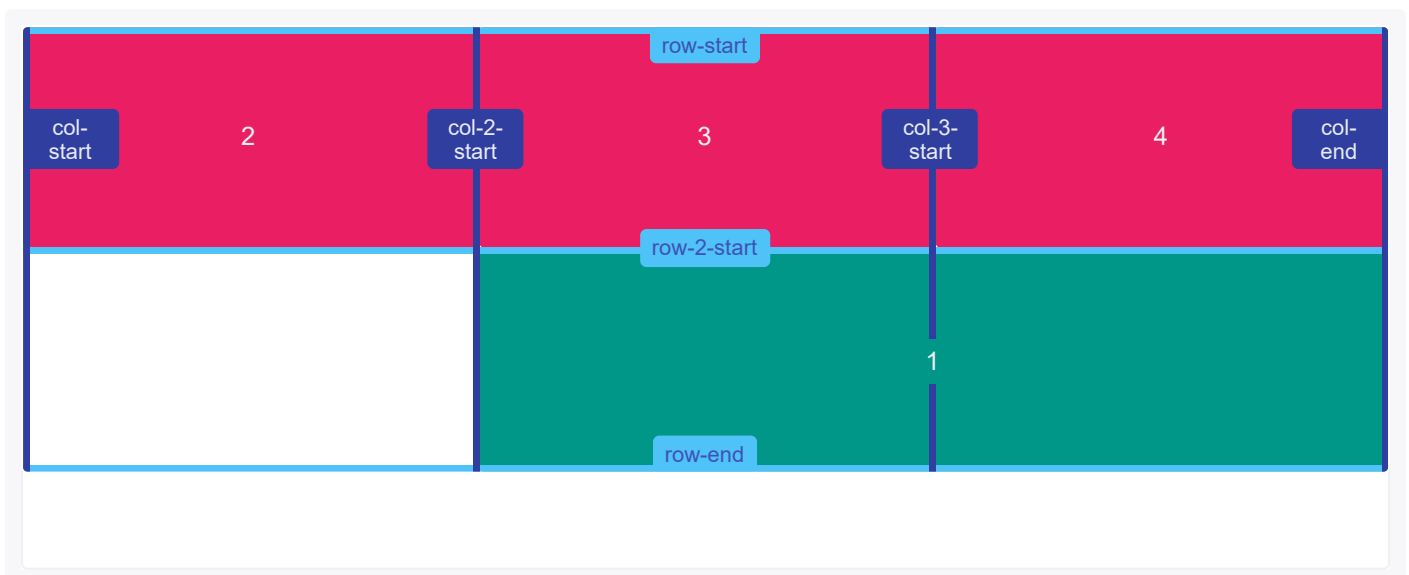 row-start
col-
start
2
col-2-
start
3
col-3-
start
4
col-
end
row-2-start
1
row-end